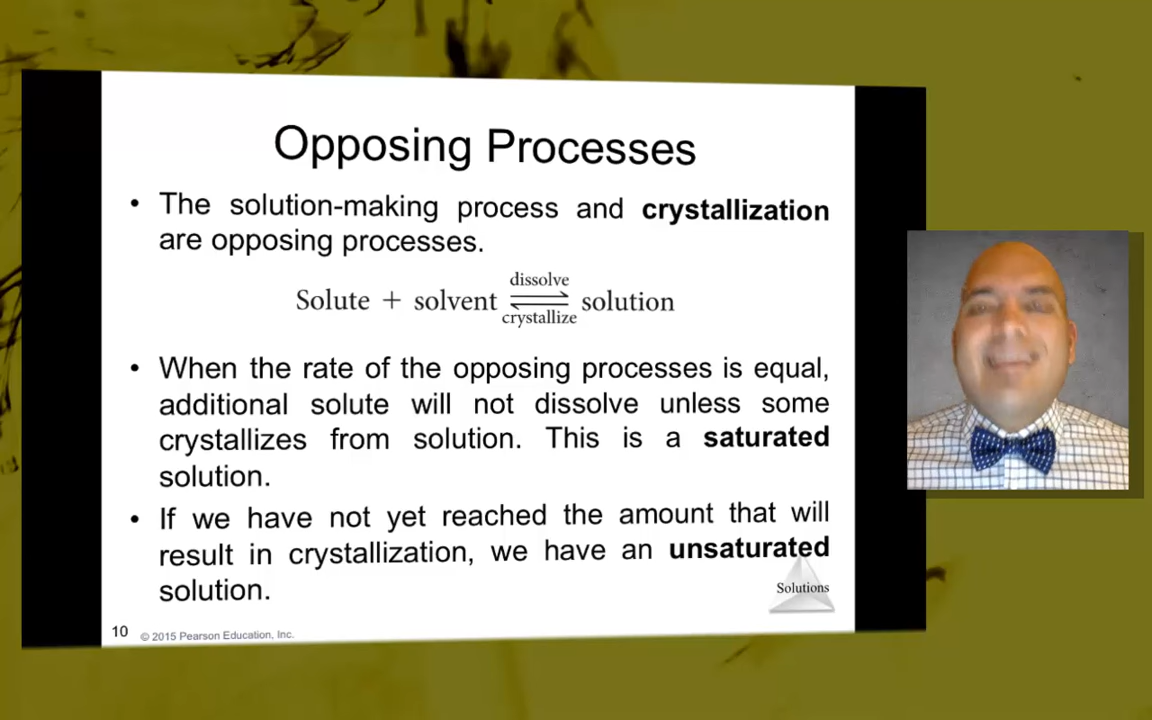 Opposing Processes
• The solution-making process and crystallization
are opposing processes.
dissolve
Solute + solvent ⇌ solution
crystallize
• When the rate of the opposing processes is equal,
additional solute will not dissolve unless some
crystallizes from solution. This is a saturated
solution.
• If we have not yet reached the amount that will
result in crystallization, we have an unsaturated
solution.
Solutions
10
© 2015 Pearson Education, Inc.